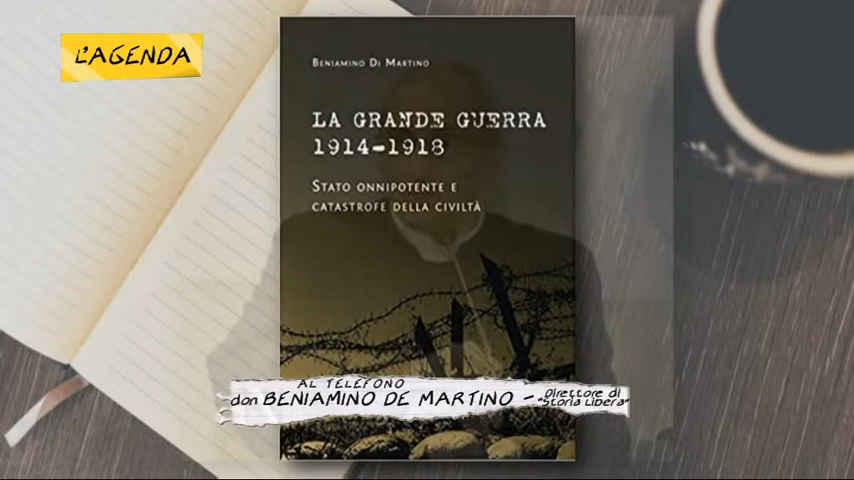 L'AGENDA
BENIAMINO DI MARTINO
LA GRANDE GUERRA
1914-1918
STATO ONNIPOTENTE E
CATASTROFE DELLA CIVILTÀ
AL TELEFONO
don BENIAMINO DE MARTINO - Direttore di
"Storia Libera"